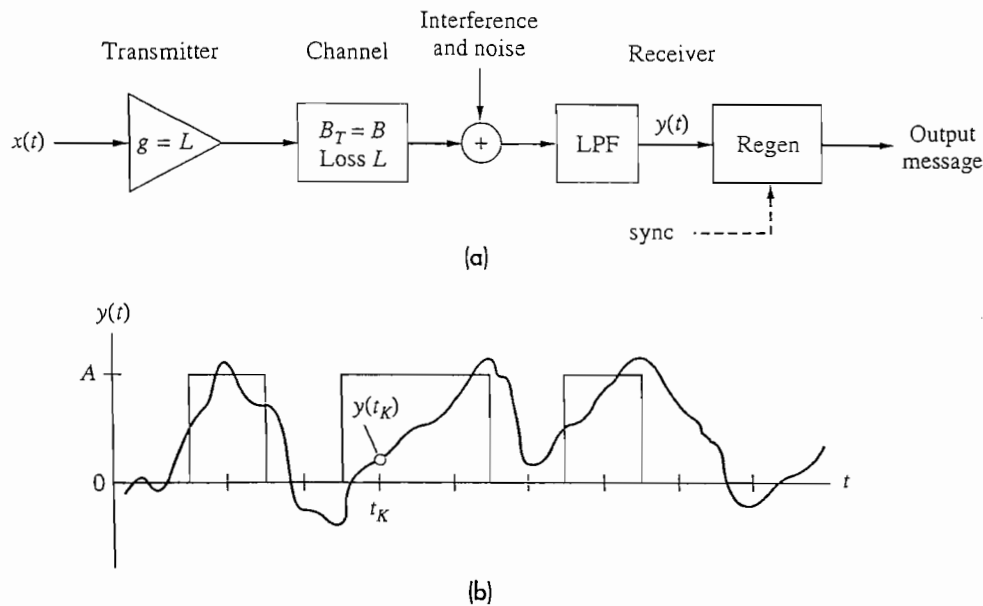 Interference
and noise
Transmitter
Channel
Receiver
x(t)
g = L
B_T = B
Loss L
+
LPF
y(t)
Regen
Output
message
sync
(a)
y(t)
A
y(t_K)
0
t_K
t
(b)